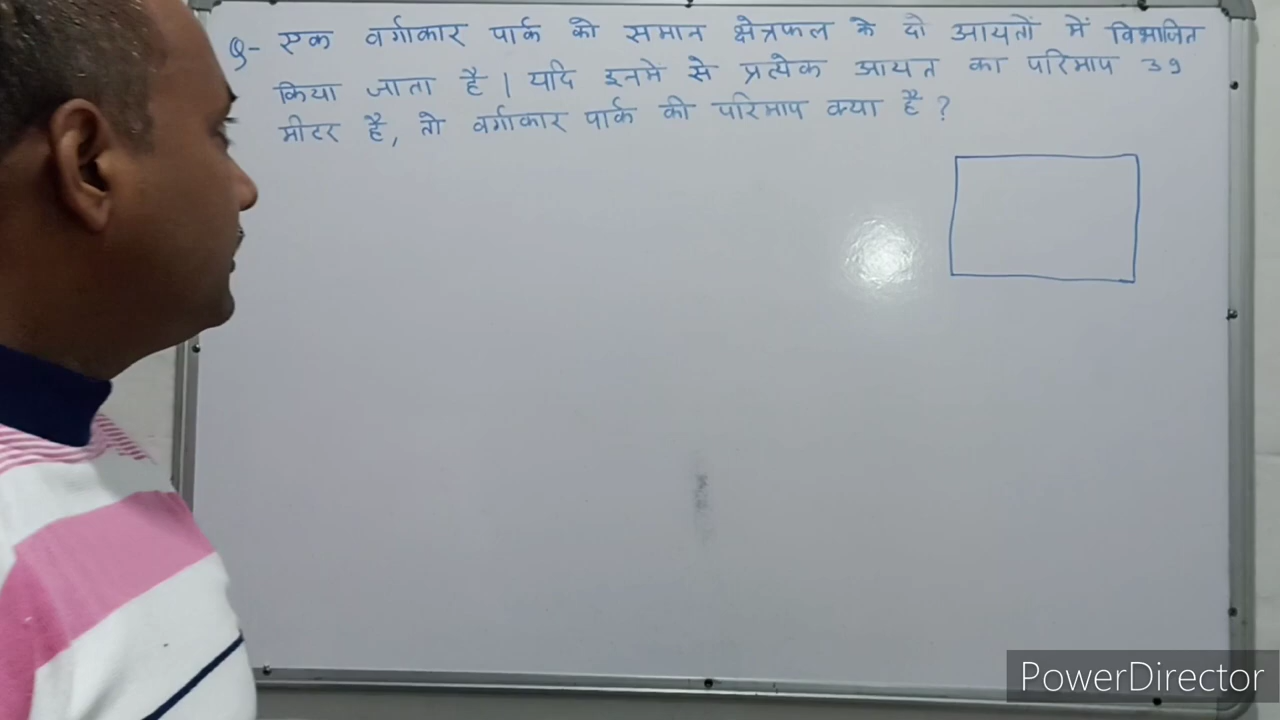 Q- एक वर्गाकार पार्क को समान क्षेत्रफल के दो आयतों में विभाजित
किया जाता है। यदि इनमें से प्रत्येक आयत का परिमाप 39
मीटर है, तो वर्गाकार पार्क की परिमाप क्या है ?
PowerDirector